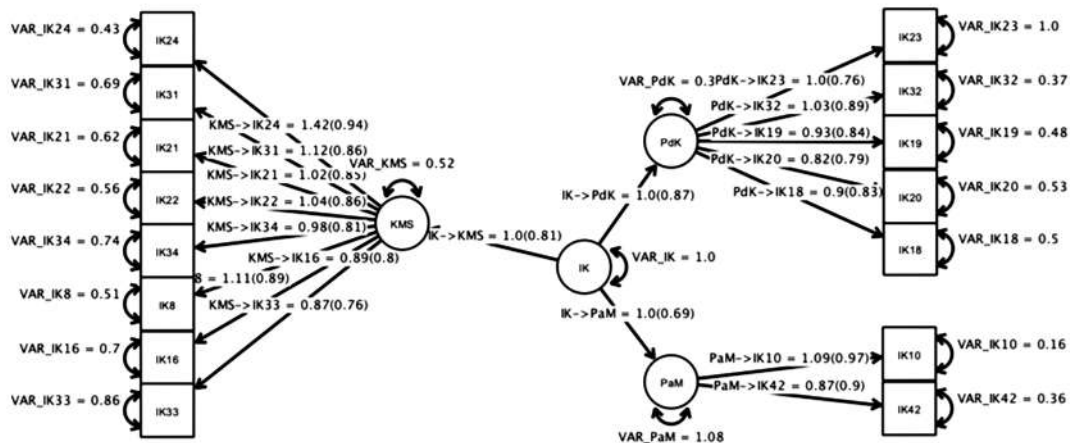 VAR_IK24 = 0.43
IK24
VAR_IK31 = 0.69
IK31
VAR_IK21 = 0.62
IK21
VAR_IK22 = 0.56
IK22
VAR_IK34 = 0.74
IK34
VAR_IK8 = 0.51
IK8
VAR_IK16 = 0.7
IK16
VAR_IK33 = 0.86
IK33
KMS->IK24 = 1.42(0.94)
KMS->IK31 = 1.12(0.86)
KMS->IK21 = 1.02(0.85)
KMS->IK22 = 1.04(0.86)
KMS->IK34 = 0.98(0.81)
KMS->IK16 = 0.89(0.8)
8 = 1.11(0.89)
KMS->IK33 = 0.87(0.76)
VAR_KMS = 0.52
KMS
IK->KMS = 1.0(0.81)
IK->PdK = 1.0(0.87)
IK
VAR_IK = 1.0
IK->PaM = 1.0(0.69)
VAR_PdK = 0.3
PdK
PdK->IK23 = 1.0(0.76)
PdK->IK32 = 1.03(0.89)
PdK->IK19 = 0.93(0.84)
PdK->IK20 = 0.82(0.79)
PdK->IK18 = 0.9(0.83)
IK23
VAR_IK23 = 1.0
IK32
VAR_IK32 = 0.37
IK19
VAR_IK19 = 0.48
IK20
VAR_IK20 = 0.53
IK18
VAR_IK18 = 0.5
PaM
VAR_PaM = 1.08
PaM->IK10 = 1.09(0.97)
PaM->IK42 = 0.87(0.9)
IK10
VAR_IK10 = 0.16
IK42
VAR_IK42 = 0.36